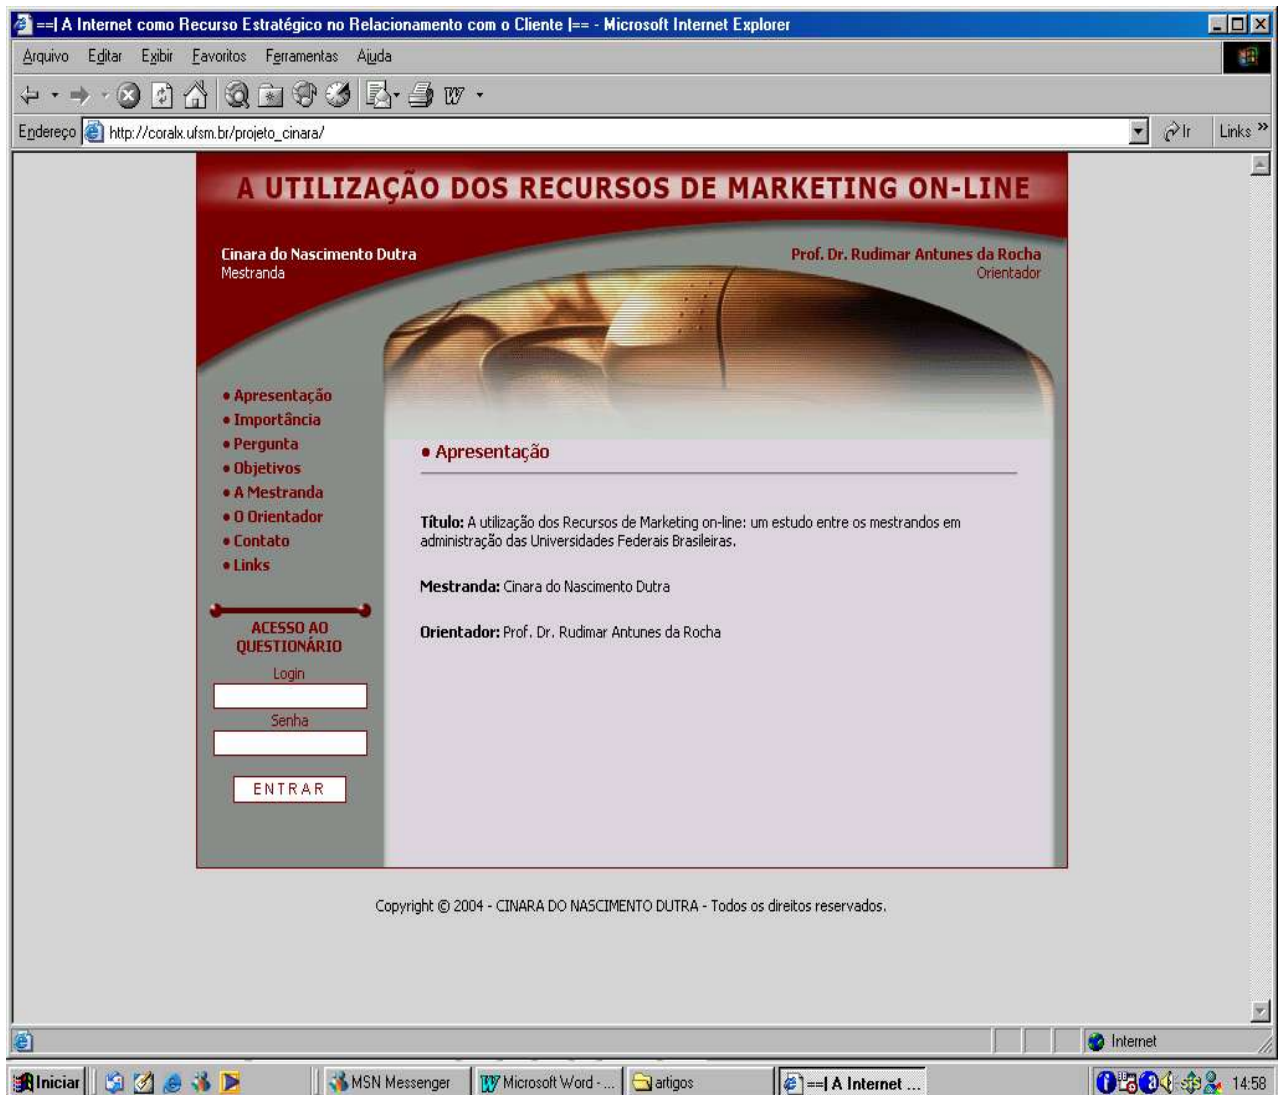 ==| A Internet como Recurso Estratégico no Relacionamento com o Cliente |== - Microsoft Internet Explorer
Arquivo Editar Exibir Favoritos Ferramentas Ajuda
Endereço http://coralx.ufsm.br/projeto_cinara/ Ir Links »
A UTILIZAÇÃO DOS RECURSOS DE MARKETING ON-LINE
Cinara do Nascimento Dutra
Mestranda
Prof. Dr. Rudimar Antunes da Rocha
Orientador
• Apresentação
• Importância
• Pergunta
• Objetivos
• A Mestranda
• O Orientador
• Contato
• Links
ACESSO AO
QUESTIONÁRIO
Login
Senha
ENTRAR
• Apresentação
Título: A utilização dos Recursos de Marketing on-line: um estudo entre os mestrandos em
administração das Universidades Federais Brasileiras.
Mestranda: Cinara do Nascimento Dutra
Orientador: Prof. Dr. Rudimar Antunes da Rocha
Copyright © 2004 - CINARA DO NASCIMENTO DUTRA - Todos os direitos reservados.
Internet
Iniciar MSN Messenger Microsoft Word - ... artigos ==| A Internet ... 14:58